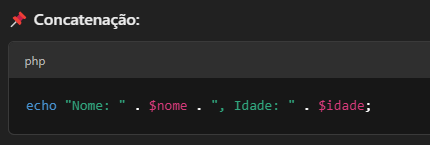 📌 Concatenação:
php
echo "Nome: " . $nome . ", Idade: " . $idade;